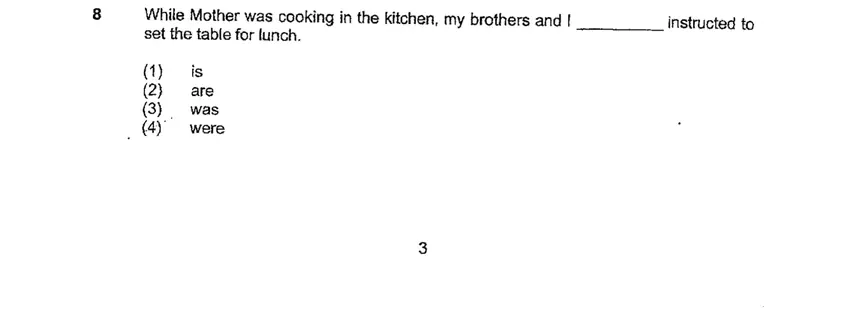 8 While Mother was cooking in the kitchen, my brothers and I _________ instructed to
set the table for lunch.
(1) is
(2) are
(3) was
(4) were
3